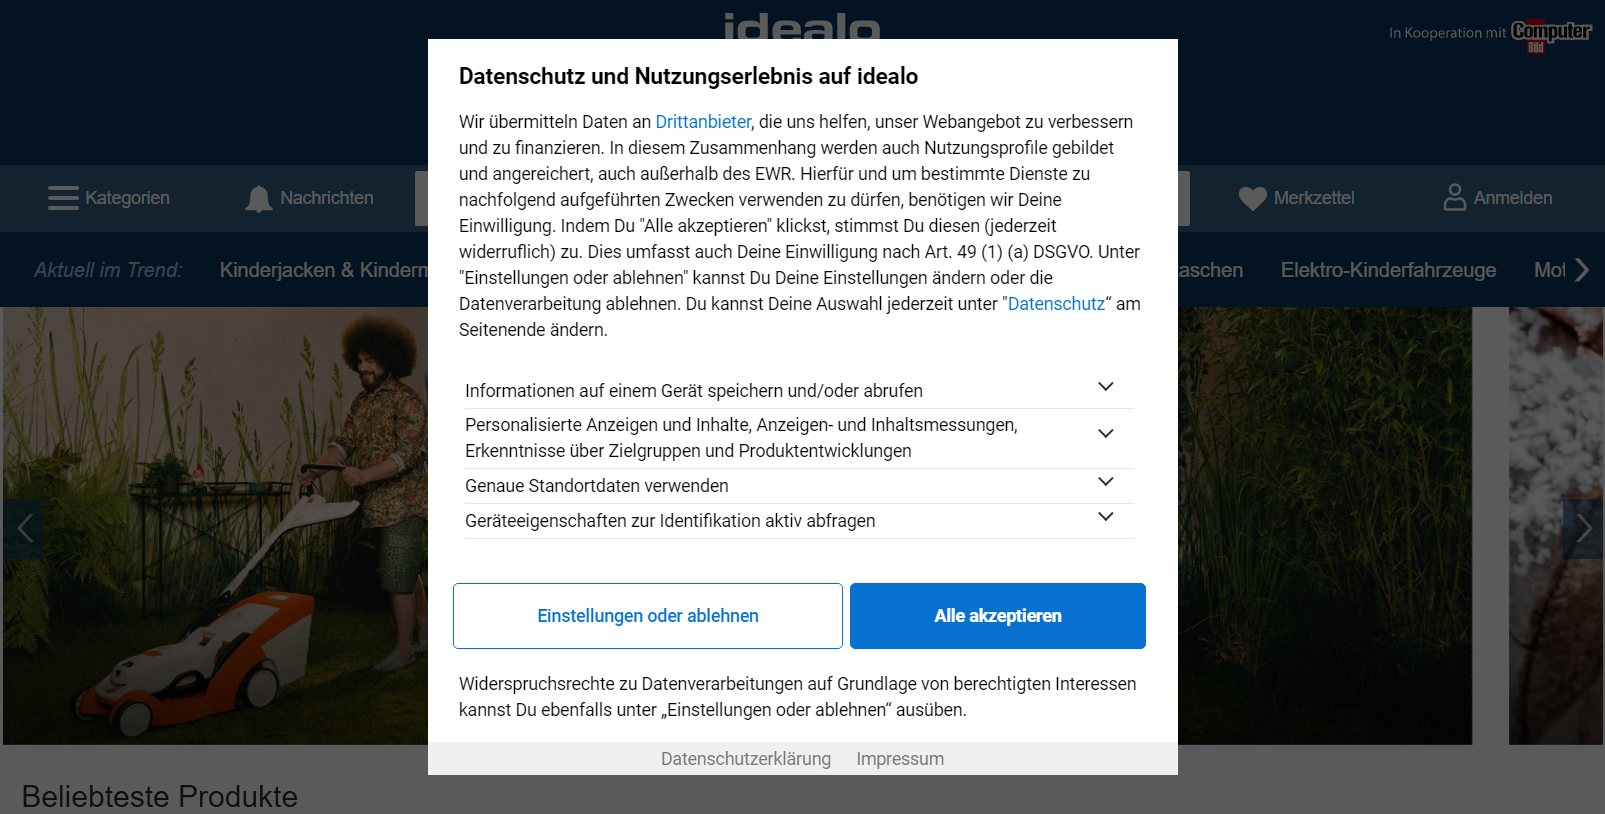 idealo
In Kooperation mit Computer Bild
Datenschutz und Nutzungserlebnis auf idealo
Wir übermitteln Daten an Drittanbieter, die uns helfen, unser Webangebot zu verbessern
und zu finanzieren. In diesem Zusammenhang werden auch Nutzungsprofile gebildet
und angereichert, auch außerhalb des EWR. Hierfür und um bestimmte Dienste zu
nachfolgend aufgeführten Zwecken verwenden zu dürfen, benötigen wir Deine
Einwilligung. Indem Du "Alle akzeptieren" klickst, stimmst Du diesen (jederzeit
widerruflich) zu. Dies umfasst auch Deine Einwilligung nach Art. 49 (1) (a) DSGVO. Unter
"Einstellungen oder ablehnen" kannst Du Deine Einstellungen ändern oder die
Datenverarbeitung ablehnen. Du kannst Deine Auswahl jederzeit unter "Datenschutz“ am
Seitenende ändern.
Informationen auf einem Gerät speichern und/oder abrufen
Personalisierte Anzeigen und Inhalte, Anzeigen- und Inhaltsmessungen,
Erkenntnisse über Zielgruppen und Produktentwicklungen
Genaue Standortdaten verwenden
Geräteeigenschaften zur Identifikation aktiv abfragen
Einstellungen oder ablehnen
Alle akzeptieren
Widerspruchsrechte zu Datenverarbeitungen auf Grundlage von berechtigten Interessen
kannst Du ebenfalls unter „Einstellungen oder ablehnen“ ausüben.
Datenschutzerklärung Impressum
Kategorien Nachrichten Merkzettel Anmelden
Aktuell im Trend: Kinderjacken & Kinderm taschen Elektro-Kinderfahrzeuge Mot
Beliebteste Produkte